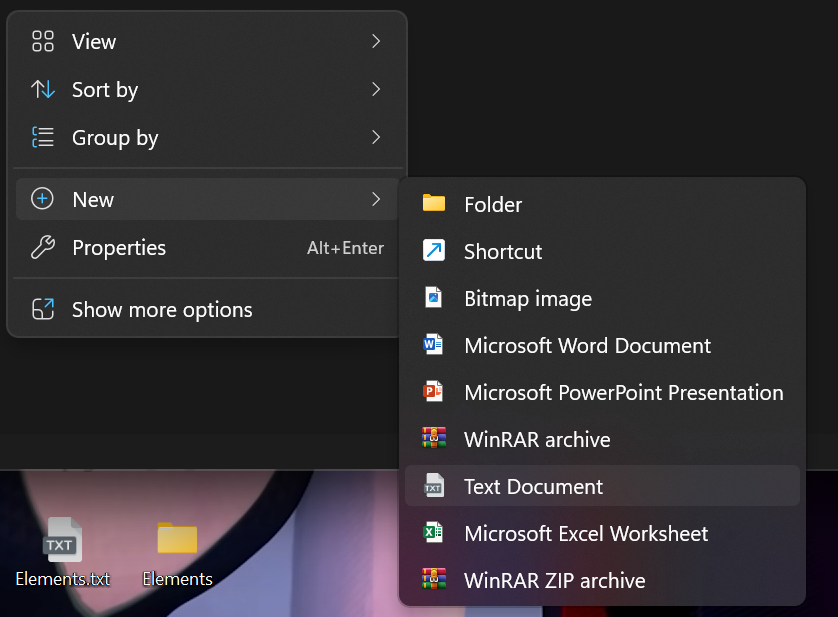 View
Sort by
Group by
New
Properties Alt+Enter
Show more options
Folder
Shortcut
Bitmap image
Microsoft Word Document
Microsoft PowerPoint Presentation
WinRAR archive
Text Document
Microsoft Excel Worksheet
WinRAR ZIP archive
TXT
Elements.txt
Elements